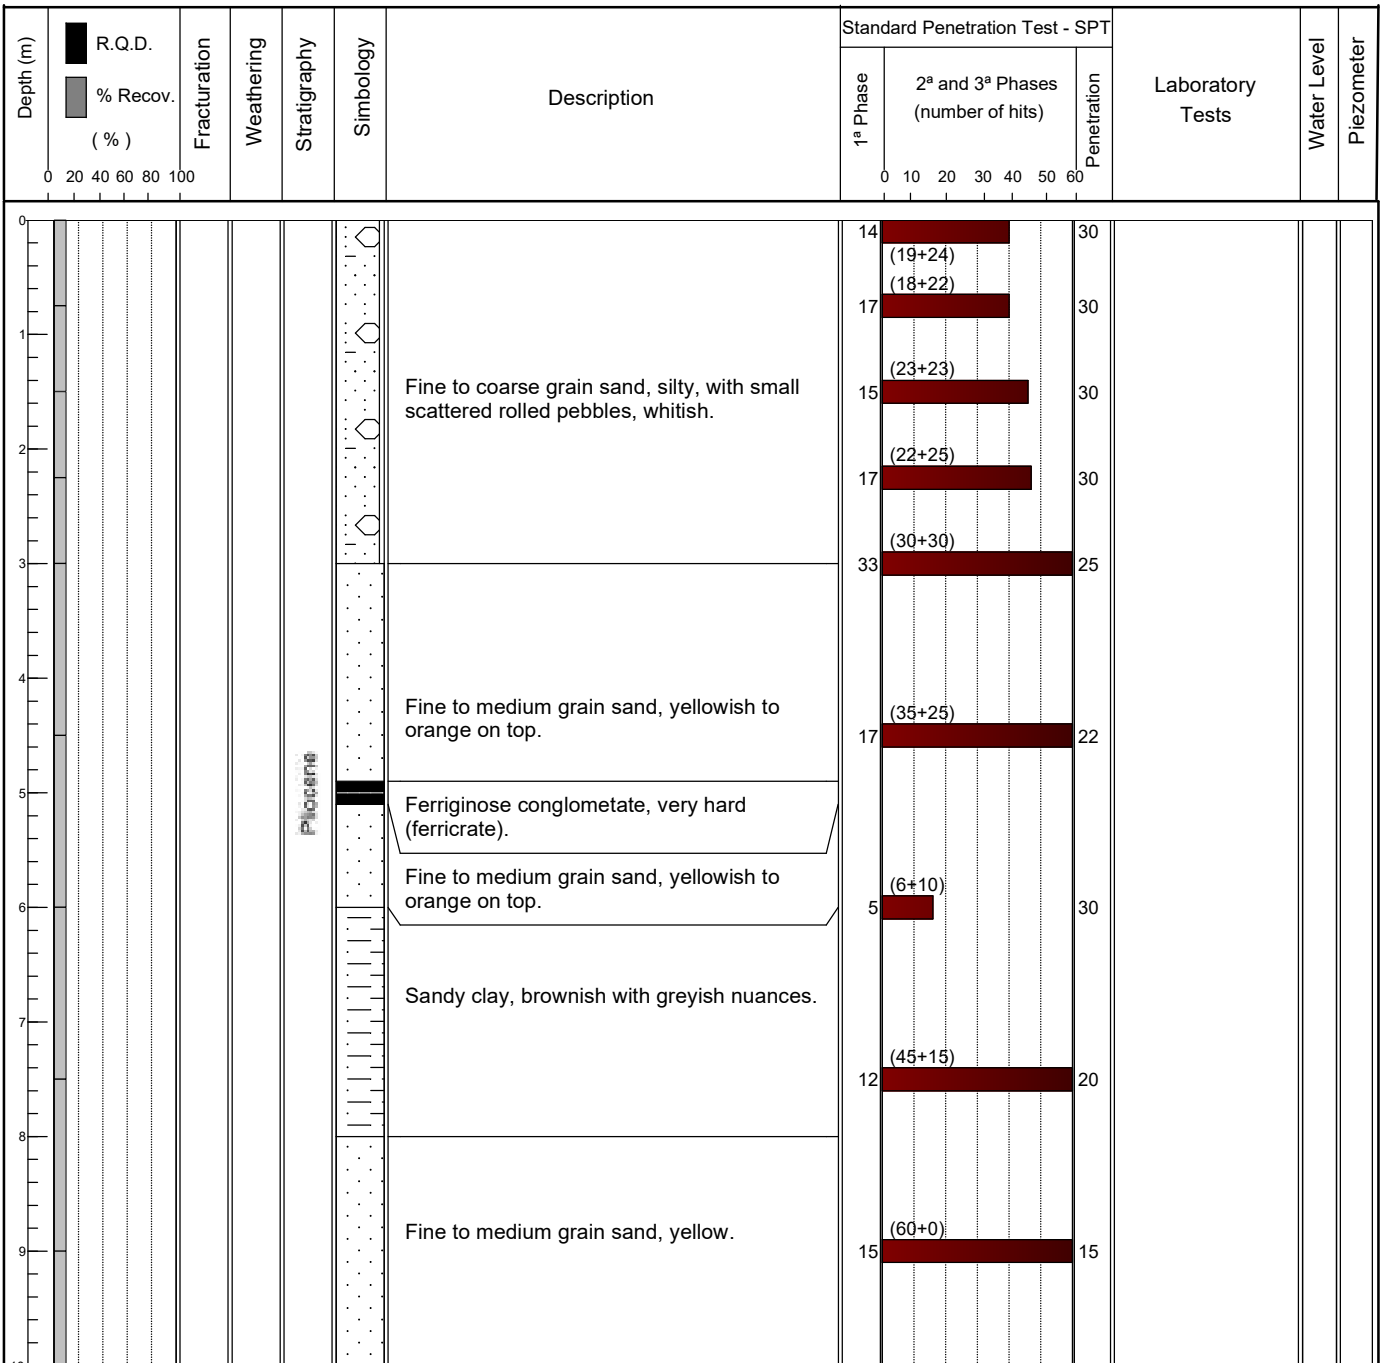 Depth (m)
R.Q.D.
% Recov.
( % )
0 20 40 60 80 100
Fracturation
Weathering
Stratigraphy
Simbology
Description
Standard Penetration Test - SPT
1ª Phase
2ª and 3ª Phases
(number of hits)
0 10 20 30 40 50 60
Penetration
Laboratory
Tests
Water Level
Piezometer
0
14 30
(19+24)
(18+22)
17 30
1
(23+23)
Fine to coarse grain sand, silty, with small
scattered rolled pebbles, whitish.
15 30
2
(22+25)
17 30
(30+30)
3
33 25
4
Fine to medium grain sand, yellowish to
orange on top.
(35+25)
17 22
Pliocene
5
Ferriginose conglometate, very hard
(ferricrate).
Fine to medium grain sand, yellowish to
orange on top.
(6+10)
6
5 30
Sandy clay, brownish with greyish nuances.
7
(45+15)
12 20
8
Fine to medium grain sand, yellow.
(60+0)
9
15 15